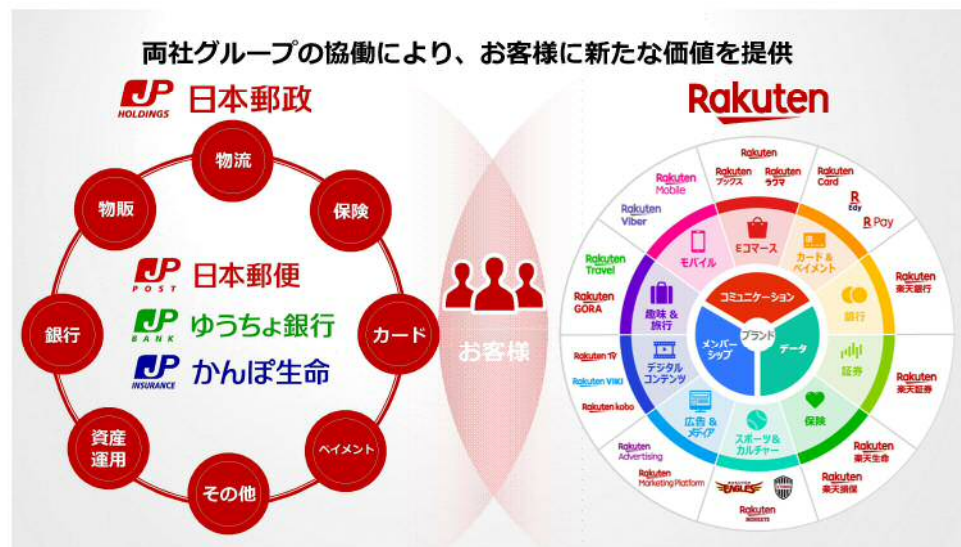 両社グループの協働により、お客様に新たな価値を提供
JP
HOLDINGS
日本郵政
物流
保険
カード
ペイメント
その他
資産
運用
銀行
物販
JP
POST
日本郵便
JP
BANK
ゆうちょ銀行
JP
INSURANCE
かんぽ生命
お客様
Rakuten
Rakuten
Rakuten
ブックス
Rakuten
ラクマ
Rakuten
Card
R
Edy
R Pay
Rakuten
楽天銀行
Rakuten
楽天証券
Rakuten
楽天生命
Rakuten
楽天損保
EAGLES
Rakuten
MONKEYS
Rakuten
Marketing Platform
Rakuten
Advertising
Rakuten kobo
Rakuten VIKI
Rakuten TV
Rakuten
GORA
Rakuten
Travel
Rakuten
Viber
Rakuten
Mobile
Eコマース
カード &
ペイメント
銀行
証券
保険
スポーツ&
カルチャー
広告 &
メディア
デジタル
コンテンツ
趣味 &
旅行
モバイル
コミュニケーション
メンバー
シップ
ブランド
データ